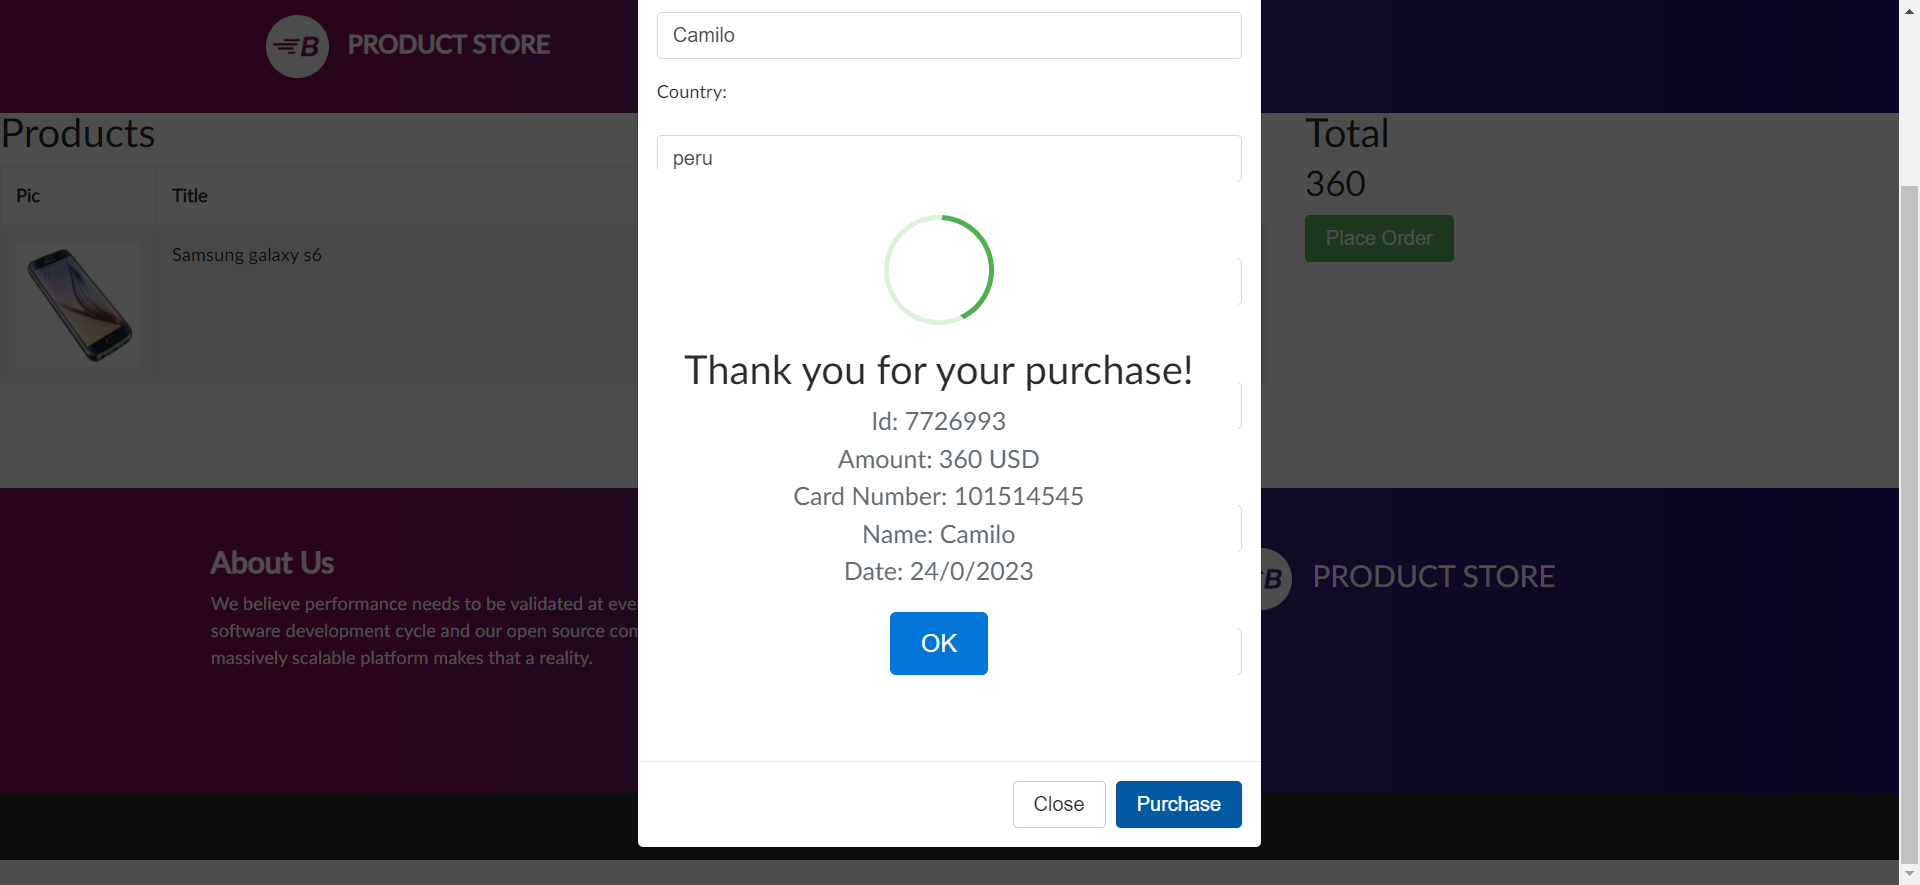 B PRODUCT STORE
Camilo
Country:
peru
Products
Pic Title
Samsung galaxy s6
Total
360
Place Order
Thank you for your purchase!
Id: 7726993
Amount: 360 USD
Card Number: 101514545
Name: Camilo
Date: 24/0/2023
OK
Close
Purchase
About Us
We believe performance needs to be validated at eve
software development cycle and our open source com
massively scalable platform makes that a reality.
B PRODUCT STORE